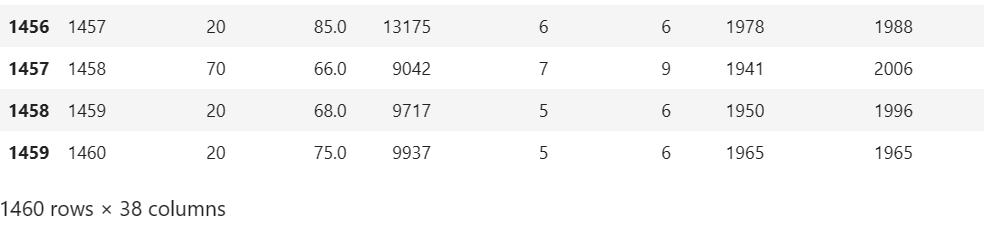 1456 1457 20 85.0 13175 6 6 1978 1988
1457 1458 70 66.0 9042 7 9 1941 2006
1458 1459 20 68.0 9717 5 6 1950 1996
1459 1460 20 75.0 9937 5 6 1965 1965
1460 rows × 38 columns